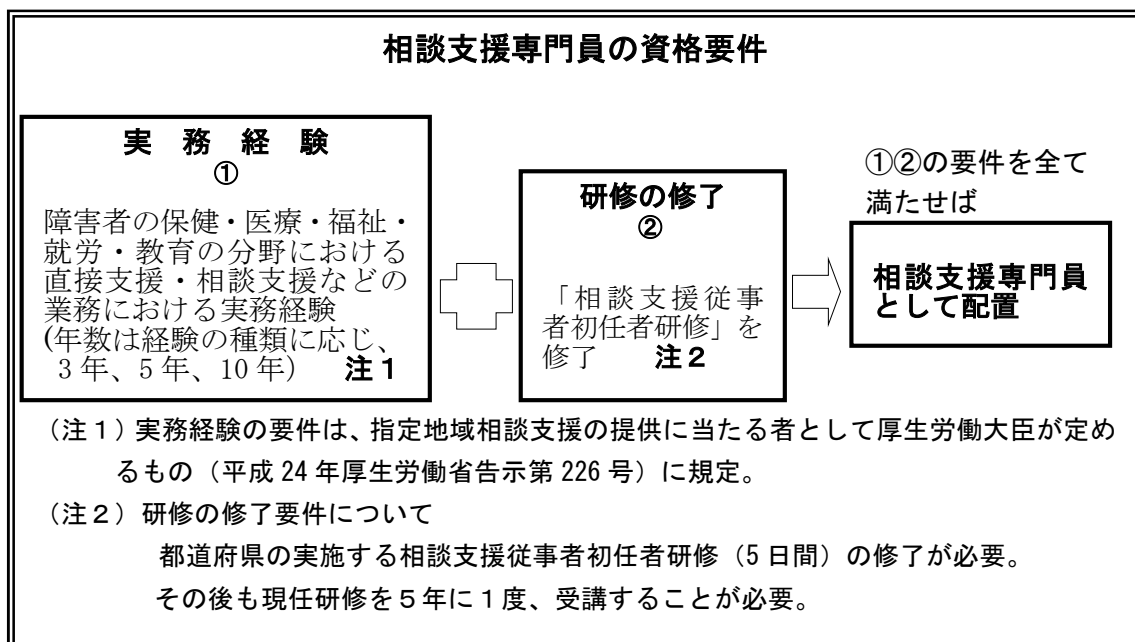 相談支援専門員の資格要件
実務経験
①
障害者の保健・医療・福祉・
就労・教育の分野における
直接支援・相談支援などの
業務における実務経験
(年数は経験の種類に応じ、
3年、5年、10年) 注1
研修の修了
②
「相談支援従事
者初任者研修」を
修了 注2
①②の要件を全て
満たせば
相談支援専門員
として配置
(注1)実務経験の要件は、指定地域相談支援の提供に当たる者として厚生労働大臣が定め
るもの(平成24年厚生労働省告示第226号)に規定。
(注2)研修の修了要件について
都道府県の実施する相談支援従事者初任者研修(5日間)の修了が必要。
その後も現任研修を5年に1度、受講することが必要。